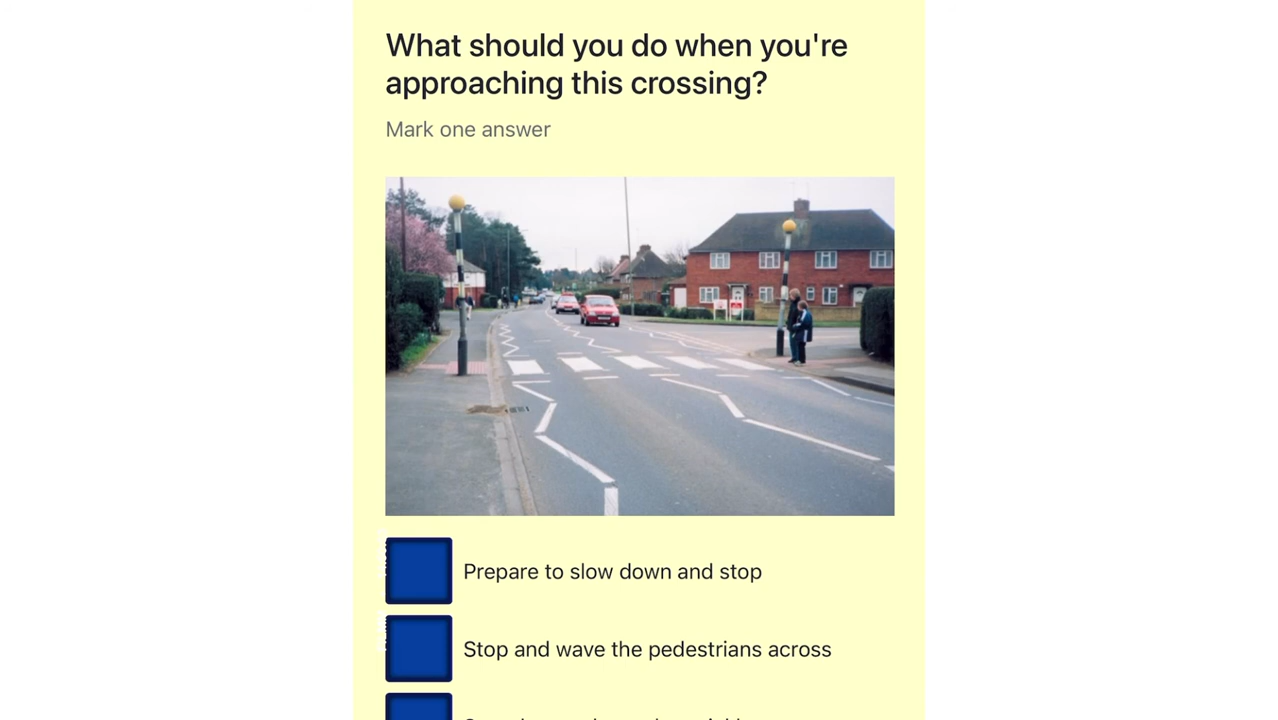 What should you do when you're
approaching this crossing?
Mark one answer
Prepare to slow down and stop
Stop and wave the pedestrians across